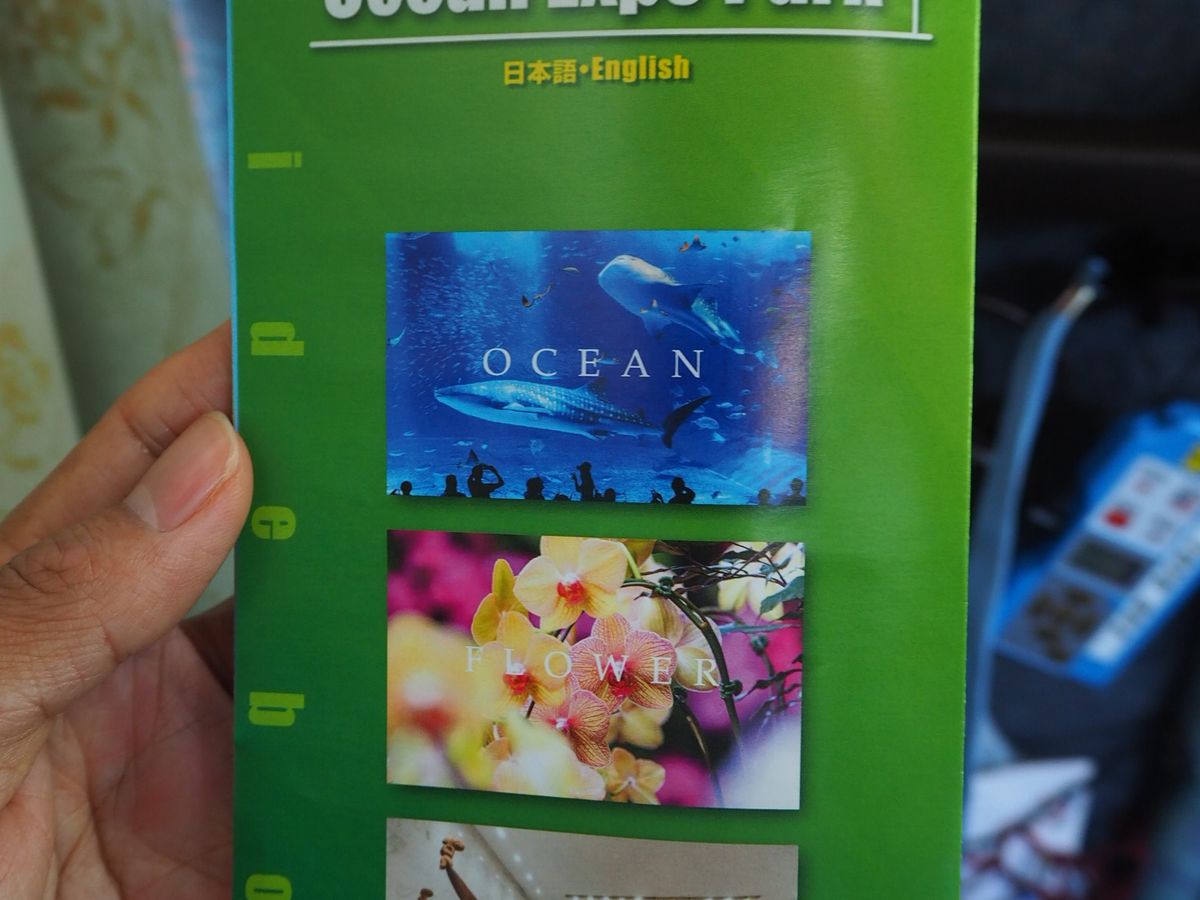 Ocean Expo Park
日本語・English
i d e b o
OCEAN
FLOWER